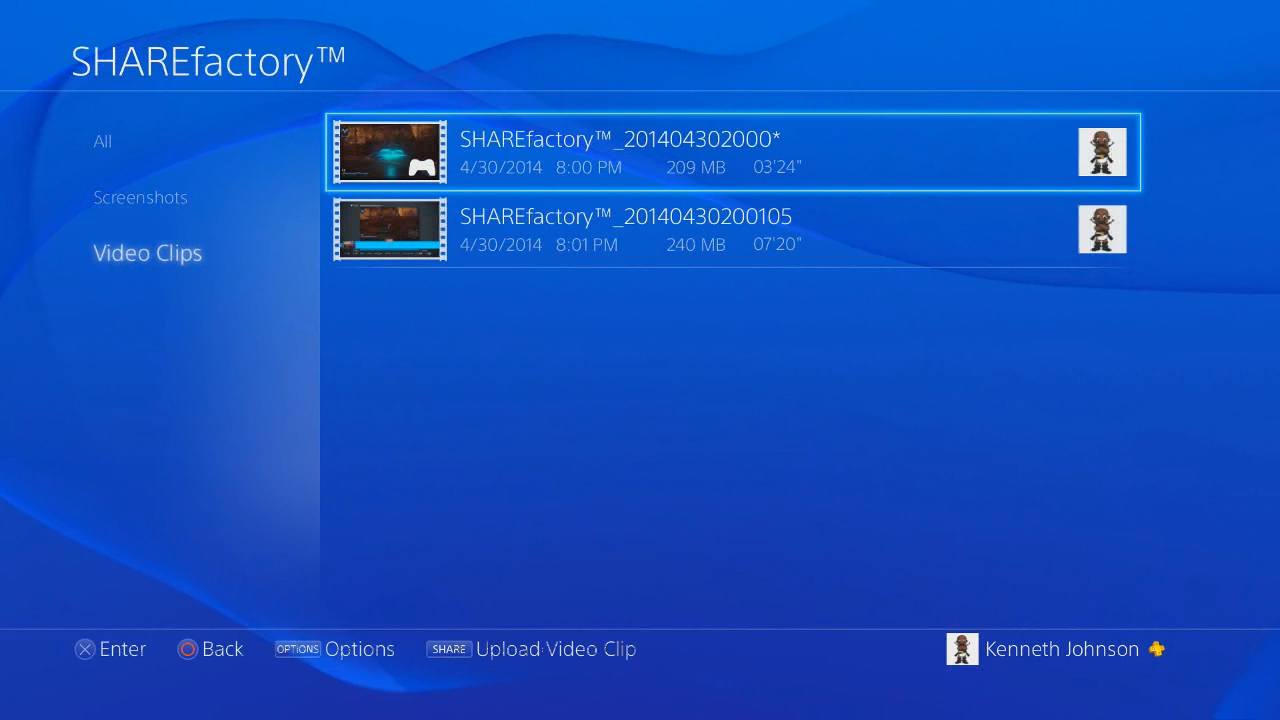 SHAREfactory™
All
Screenshots
Video Clips
SHAREfactory™_201404302000*
4/30/2014 8:00 PM 209 MB 03'24"
SHAREfactory™_20140430200105
4/30/2014 8:01 PM 240 MB 07'20"
Enter Back OPTIONS Options SHARE Upload Video Clip Kenneth Johnson